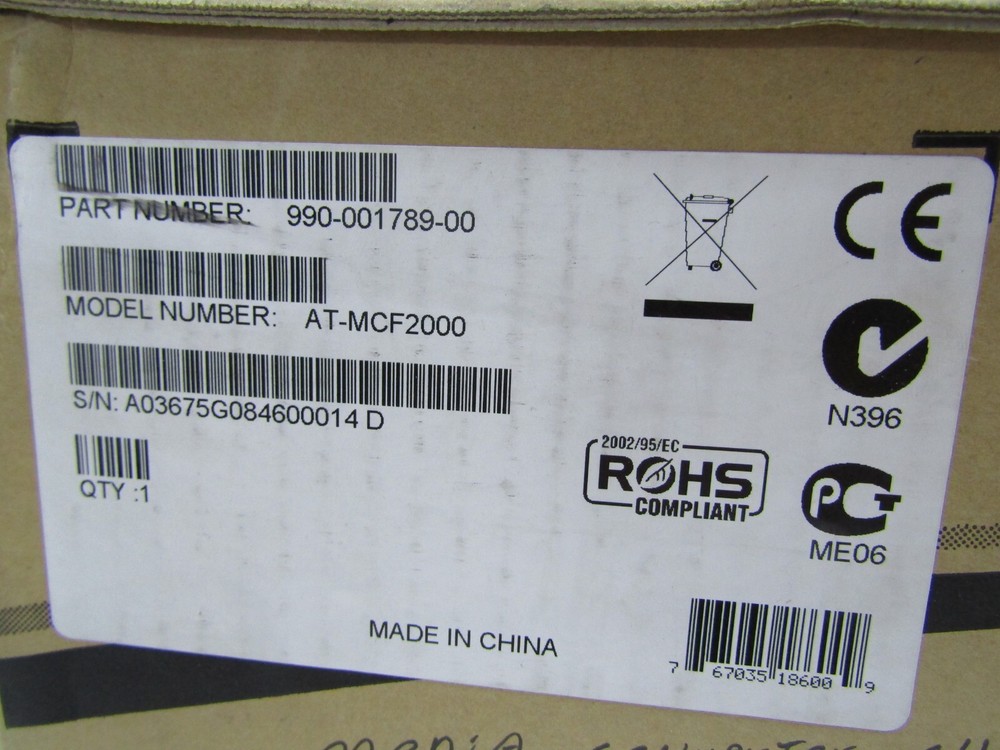 PART NUMBER: 990-001789-00
MODEL NUMBER: AT-MCF2000
S/N: A03675G084600014 D
QTY :1
CE
N396
2002/95/EC
ROHS
COMPLIANT
PCT
ME06
MADE IN CHINA
7 67035 18600 9